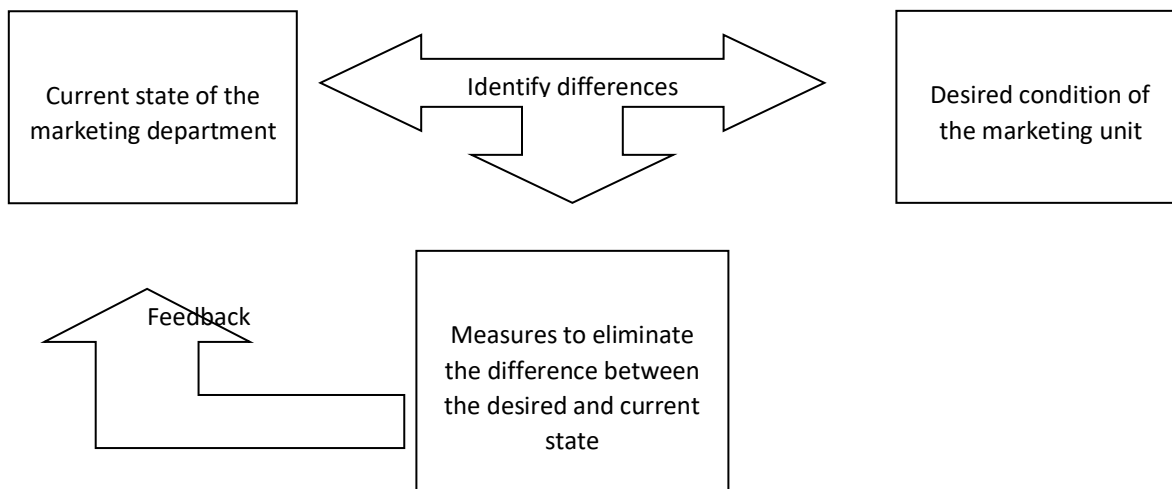 Current state of the
marketing department
Identify differences
Desired condition of
the marketing unit
Feedback
Measures to eliminate
the difference between
the desired and current
state